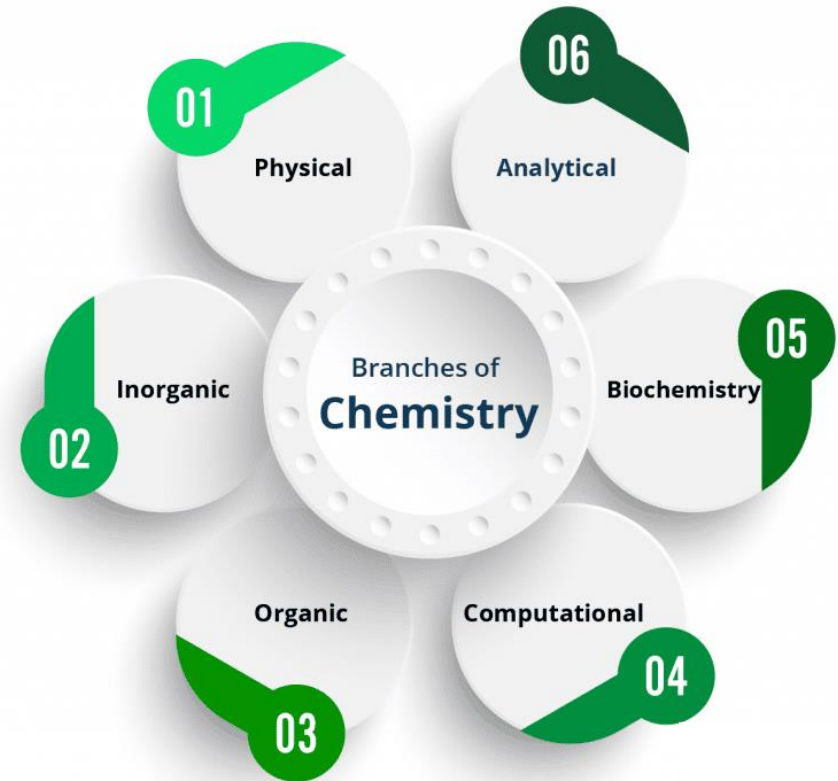 Branches of
Chemistry
01
Physical
02
Inorganic
03
Organic
04
Computational
05
Biochemistry
06
Analytical